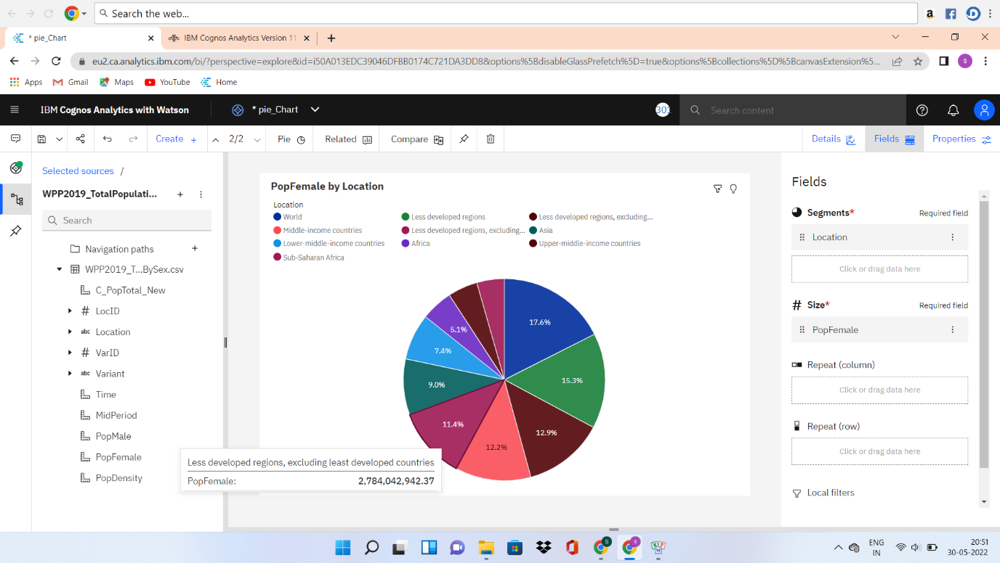 Search the web...
a
* pie_Chart
IBM Cognos Analytics Version 11
eu2.ca.analytics.ibm.com/bi/?perspective=explore&id=i50A013EDC39046DFBB0174C721DA3DD8&options%5BdisableGlassPrefetch%5D=true&options%5Bcollections%5D%5BcanvasExtension%5...
S
Apps Gmail Maps YouTube Home
IBM Cognos Analytics with Watson
* pie_Chart
301
Search content
Create + 2/2 Pie Related Compare
Details Fields Properties
Selected sources /
WPP2019_TotalPopulati...
Search
Navigation paths
WPP2019_T...BySex.csv
C_PopTotal_New
# LocID
abc Location
# VarID
abc Variant
Time
MidPeriod
PopMale
PopFemale
PopDensity
PopFemale by Location
Location
World Less developed regions Less developed regions, excluding...
Middle-income countries Less developed regions, excluding... Asia
Lower-middle-income countries Africa Upper-middle-income countries
Sub-Saharan Africa
17.6%
15.3%
12.9%
12.2%
11.4%
9.0%
7.4%
5.1%
Less developed regions, excluding least developed countries
PopFemale: 2,784,042,942.37
Fields
Segments* Required field
Location
Click or drag data here
# Size* Required field
PopFemale
Repeat (column)
Click or drag data here
Repeat (row)
Click or drag data here
Local filters
S
S
ENG
IN
20:51
30-05-2022